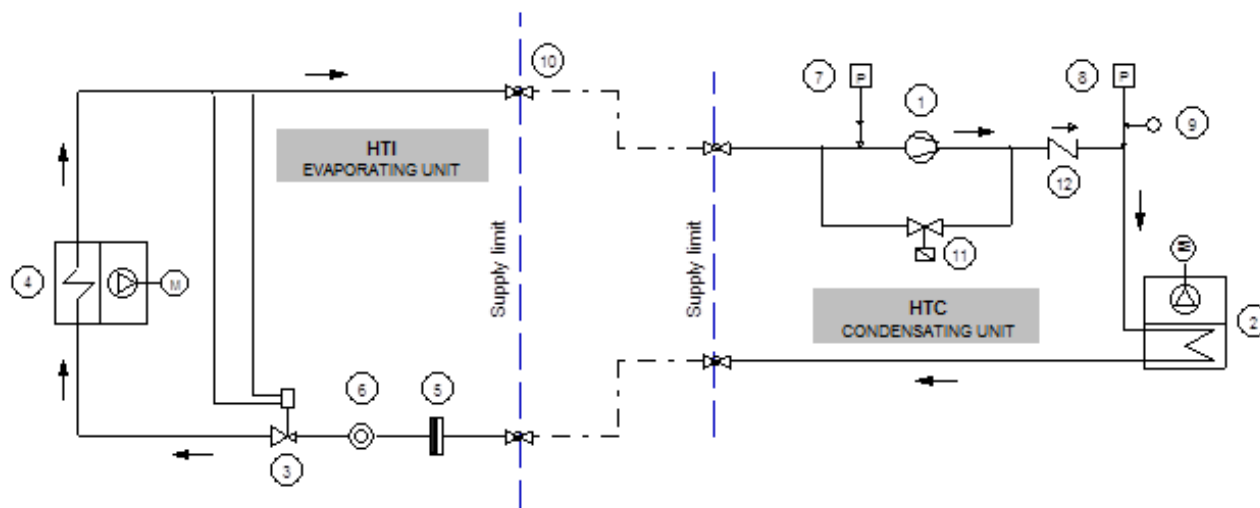 10
7
P
1
8
P
9
HTI
EVAPORATING UNIT
12
11
4
M
Supply limit
Supply limit
M
HTC
CONDENSATING UNIT
2
6
5
3